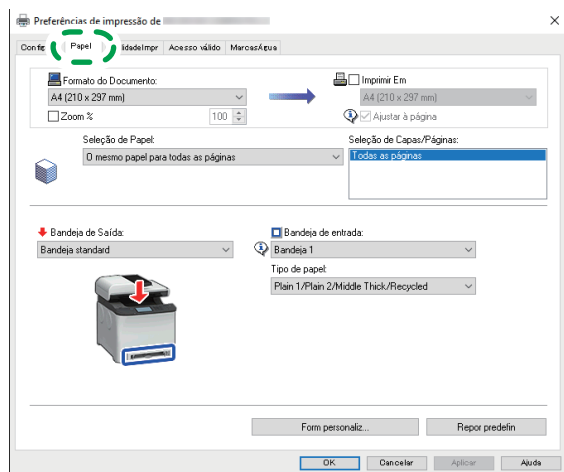 Preferências de impressão de
Config
Papel
idadeImpr
Acesso válido
MarcasÁgua
Formato do Documento:
A4 (210 x 297 mm)
Zoom %
100
Imprimir Em
A4 (210 x 297 mm)
Ajustar à página
Seleção de Papel:
O mesmo papel para todas as páginas
Seleção de Capas/Páginas:
Todas as páginas
Bandeja de Saída:
Bandeja standard
Bandeja de entrada:
Bandeja 1
Tipo de papel:
Plain 1/Plain 2/Middle Thick/Recycled
Form personaliz...
Repor predefin
OK
Cancelar
Aplicar
Ajuda